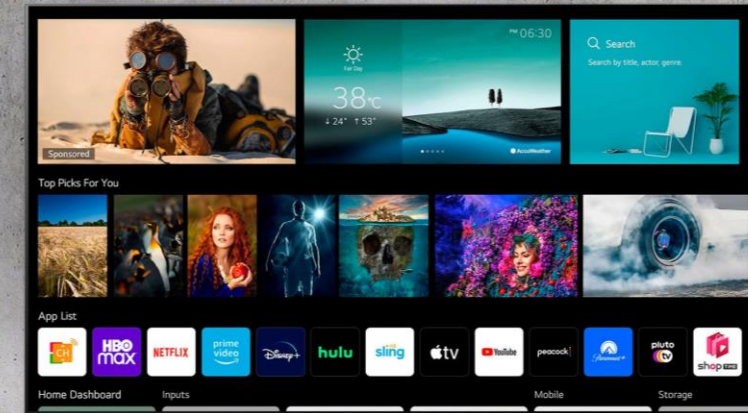 PM 06:30
Search
Fair Day
Search by title, actor, genre.
38°C
↓ 24° ↑ 53°
Sponsored
AccuWeather
Top Picks For You
App List
CH
HBO
max
NETFLIX
prime
video
Disney+
hulu
sling
tv
YouTube
peacock
Paramount+
pluto
tv
shop TIME
Home Dashboard
Inputs
Mobile
Storage